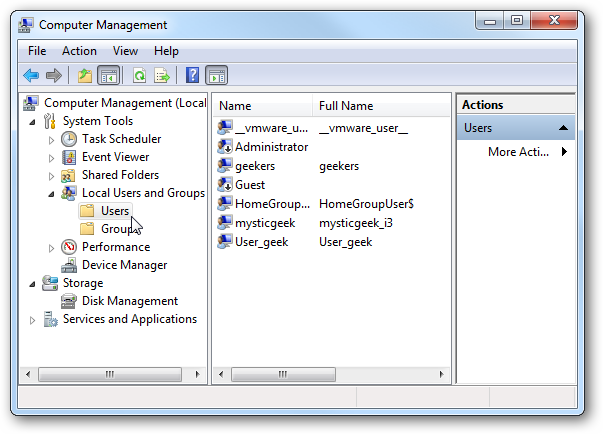 Computer Management
File Action View Help
Computer Management (Local
System Tools
Task Scheduler
Event Viewer
Shared Folders
Local Users and Groups
Users
Group
Performance
Device Manager
Storage
Disk Management
Services and Applications
Name Full Name
__vmware_u... __vmware_user__
Administrator
geekers geekers
Guest
HomeGroup... HomeGroupUser$
mysticgeek mysticgeek_i3
User_geek User_geek
Actions
Users
More Acti...